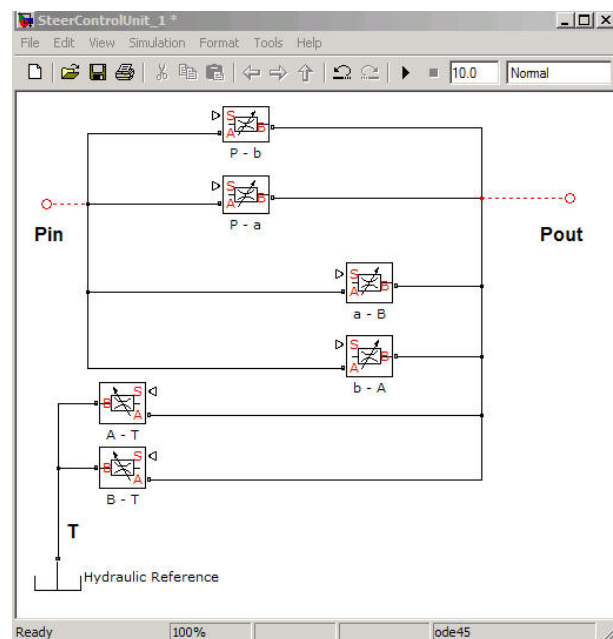 SteerControlUnit_1 *
File Edit View Simulation Format Tools Help
10.0 Normal
S
A B
P - b
S
A B
P - a
Pin
Pout
S
A B
a - B
S
A B
b - A
S
B A
A - T
S
B A
B - T
T
Hydraulic Reference
Ready 100% ode45